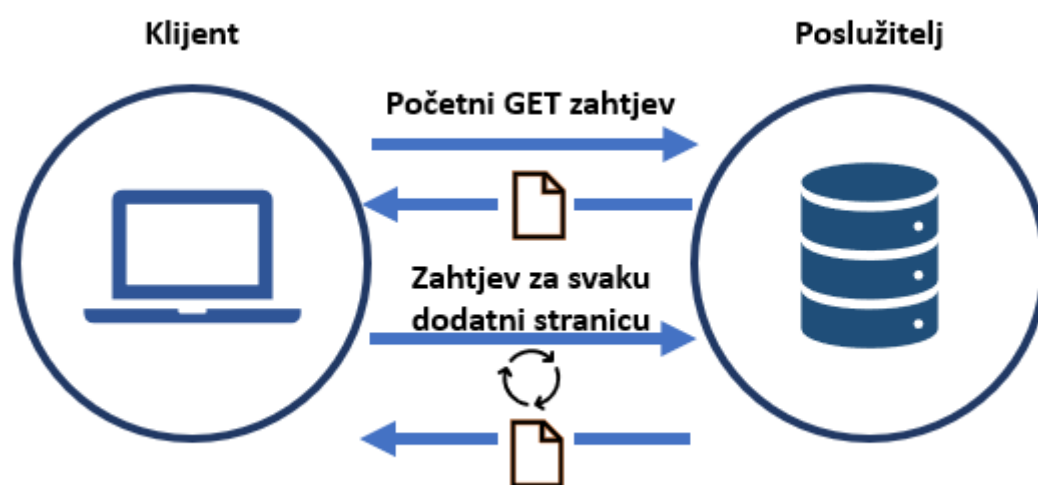 Klijent
Poslužitelj
Početni GET zahtjev
Zahtjev za svaku
dodatni stranicu